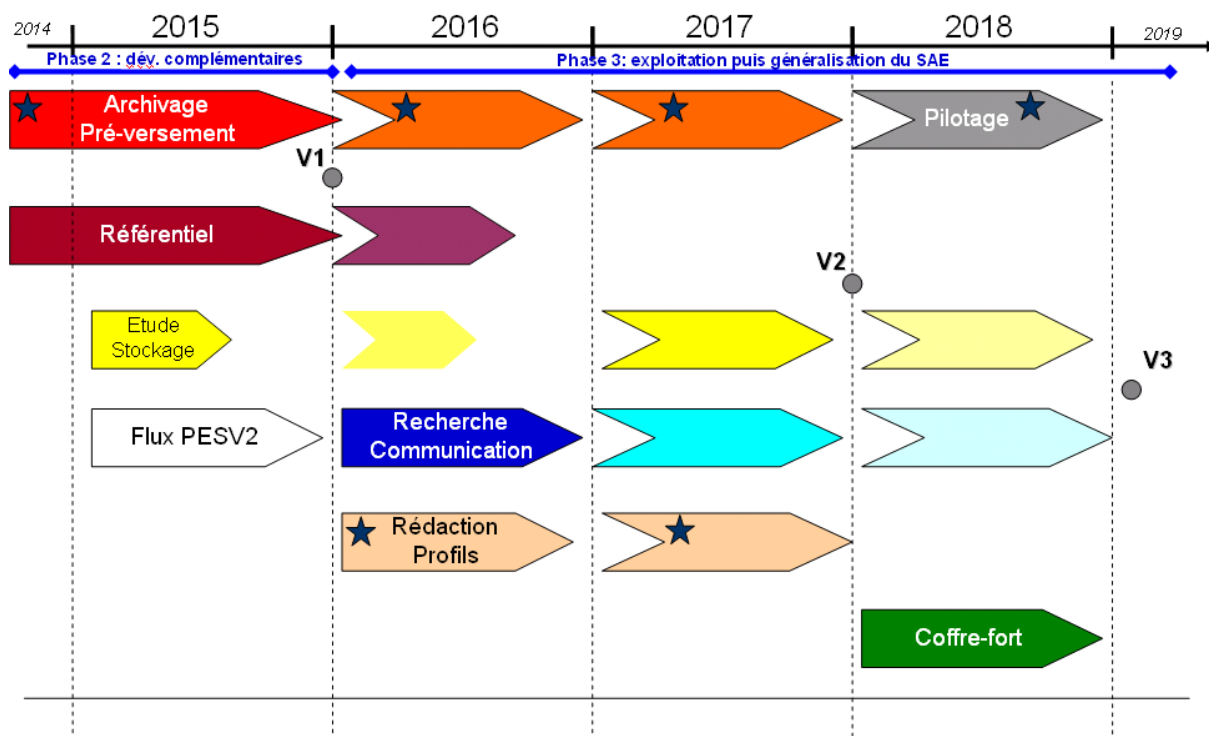 2014
2015
2016
2017
2018
2019
Phase 2 : dév. complémentaires
Phase 3: exploitation puis généralisation du SAE
Archivage
Pré-versement
Pilotage
V1
Référentiel
V2
Etude
Stockage
V3
Flux PESV2
Recherche
Communication
Rédaction
Profils
Coffre-fort